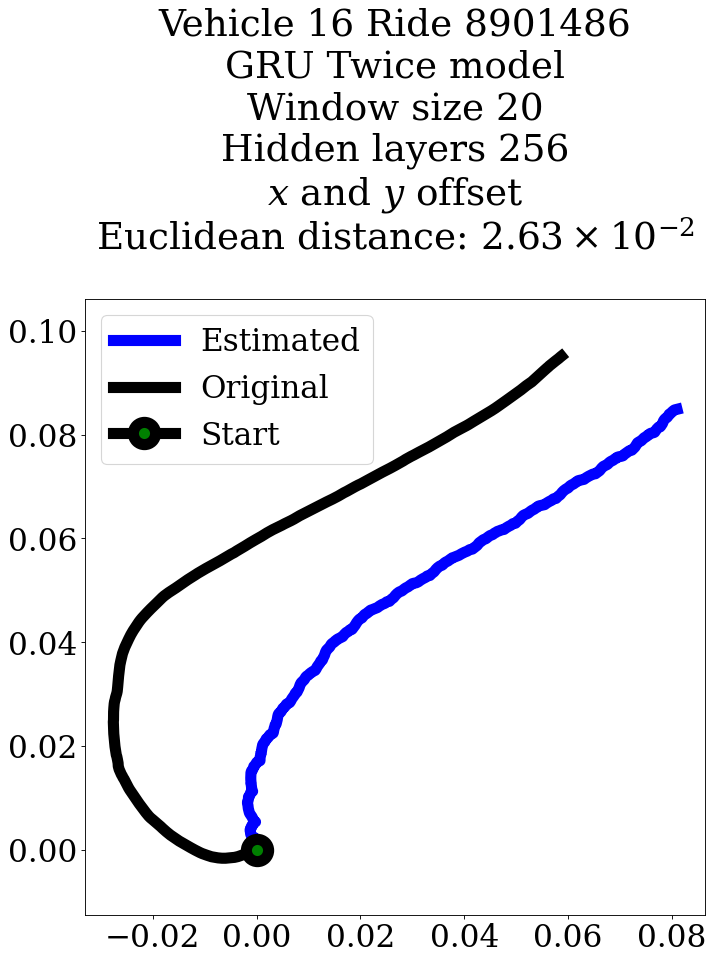 Vehicle 16 Ride 8901486
GRU Twice model
Window size 20
Hidden layers 256
x and y offset
Euclidean distance: 2.63 × 10⁻²
Estimated
Original
Start
0.10
0.08
0.06
0.04
0.02
0.00
−0.02 0.00 0.02 0.04 0.06 0.08